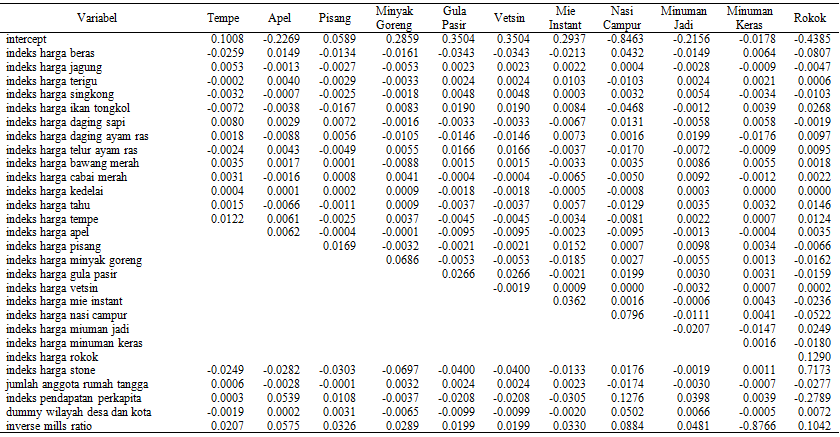 Variabel Tempe Apel Pisang Minyak Goreng Gula Pasir Vetsin Mie Instant Nasi Campur Minuman Jadi Minuman Keras Rokok
intercept 0.1008 -0.2269 0.0589 0.2859 0.3504 0.3504 0.2937 -0.8463 -0.2156 -0.0178 -0.4385
indeks harga beras -0.0259 0.0149 -0.0134 -0.0161 -0.0343 -0.0343 -0.0213 0.0432 -0.0149 0.0064 -0.0807
indeks harga jagung 0.0053 -0.0013 -0.0027 -0.0053 0.0023 0.0023 0.0022 0.0004 -0.0028 -0.0009 -0.0047
indeks harga terigu -0.0002 0.0040 -0.0029 -0.0033 0.0024 0.0024 0.0103 -0.0103 0.0024 0.0021 0.0006
indeks harga singkong -0.0032 -0.0007 -0.0025 -0.0018 0.0048 0.0048 0.0003 0.0032 0.0054 -0.0034 -0.0103
indeks harga ikan tongkol -0.0072 -0.0038 -0.0167 0.0083 0.0190 0.0190 0.0084 -0.0468 -0.0012 0.0039 0.0268
indeks harga daging sapi 0.0080 0.0029 0.0072 -0.0016 -0.0033 -0.0033 -0.0067 0.0131 -0.0058 0.0058 -0.0019
indeks harga daging ayam ras 0.0018 -0.0088 0.0056 -0.0105 -0.0146 -0.0146 0.0073 0.0016 0.0199 -0.0176 0.0097
indeks harga telur ayam ras -0.0024 0.0043 -0.0049 0.0055 0.0166 0.0166 -0.0037 -0.0170 -0.0072 -0.0009 0.0095
indeks harga bawang merah 0.0035 0.0017 0.0001 -0.0088 0.0015 0.0015 -0.0033 0.0035 0.0086 0.0055 0.0018
indeks harga cabai merah 0.0031 -0.0016 0.0008 0.0041 -0.0004 -0.0004 -0.0065 -0.0050 0.0092 -0.0012 0.0022
indeks harga kedelai 0.0004 0.0001 0.0002 0.0009 -0.0018 -0.0018 -0.0005 -0.0008 0.0003 0.0000 0.0000
indeks harga tahu 0.0015 -0.0066 -0.0011 0.0009 -0.0037 -0.0037 0.0057 -0.0129 0.0035 0.0032 0.0146
indeks harga tempe 0.0122 0.0061 -0.0025 0.0037 -0.0045 -0.0045 -0.0034 -0.0081 0.0022 0.0007 0.0124
indeks harga apel 0.0062 -0.0004 -0.0001 -0.0095 -0.0095 0.0023 -0.0095 -0.0013 -0.0004 0.0035
indeks harga pisang 0.0169 -0.0032 -0.0021 -0.0021 0.0152 0.0007 0.0098 0.0034 -0.0066
indeks harga minyak goreng 0.0686 -0.0053 -0.0053 -0.0185 0.0027 -0.0055 0.0013 -0.0162
indeks harga gula pasir 0.0266 0.0266 -0.0021 0.0199 0.0030 0.0031 -0.0159
indeks harga vetsin -0.0019 0.0009 0.0000 -0.0032 0.0007 0.0002
indeks harga mie instant 0.0362 0.0016 -0.0006 0.0043 -0.0236
indeks harga nasi campur 0.0796 -0.0111 0.0041 -0.0522
indeks harga miuman jadi -0.0207 -0.0147 0.0249
indeks harga minuman keras 0.0016 -0.0180
indeks harga rokok 0.1290
indeks harga stone -0.0249 -0.0282 -0.0303 -0.0697 -0.0400 -0.0400 -0.0133 0.0176 -0.0019 0.0011 0.7173
jumlah anggota rumah tangga 0.0006 -0.0028 -0.0001 0.0032 0.0024 0.0024 0.0023 -0.0174 -0.0030 -0.0007 -0.0277
indeks pendapatan perkapita 0.0003 0.0539 0.0108 -0.0037 -0.0208 -0.0208 -0.0305 0.1276 0.0398 0.0039 -0.2789
dummy wilayah desa dan kota -0.0019 0.0002 0.0031 -0.0065 -0.0099 -0.0099 -0.0020 0.0502 0.0066 -0.0005 0.0072
inverse mills ratio 0.0207 0.0575 0.0326 0.0289 0.0199 0.0199 0.0330 0.0884 0.0481 -0.8766 0.1042